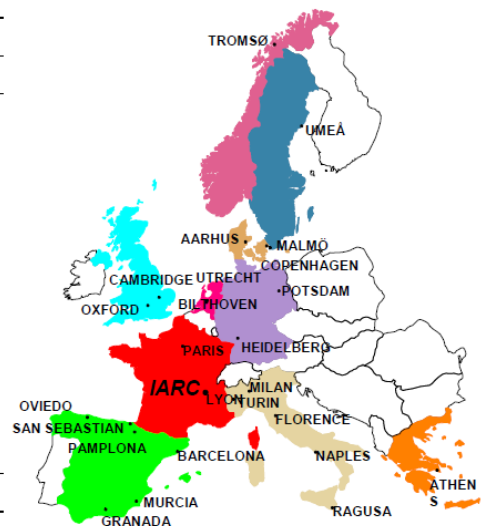 TROMSØ
UMEÅ
AARHUS
MALMÖ
COPENHAGEN
UTRECHT
CAMBRIDGE
POTSDAM
BILTHOVEN
OXFORD
PARIS
HEIDELBERG
IARC
LYON
MILAN
TURIN
OVIEDO
FLORENCE
SAN SEBASTIAN
PAMPLONA
BARCELONA
NAPLES
ATHEN
S
MURCIA
RAGUSA
GRANADA